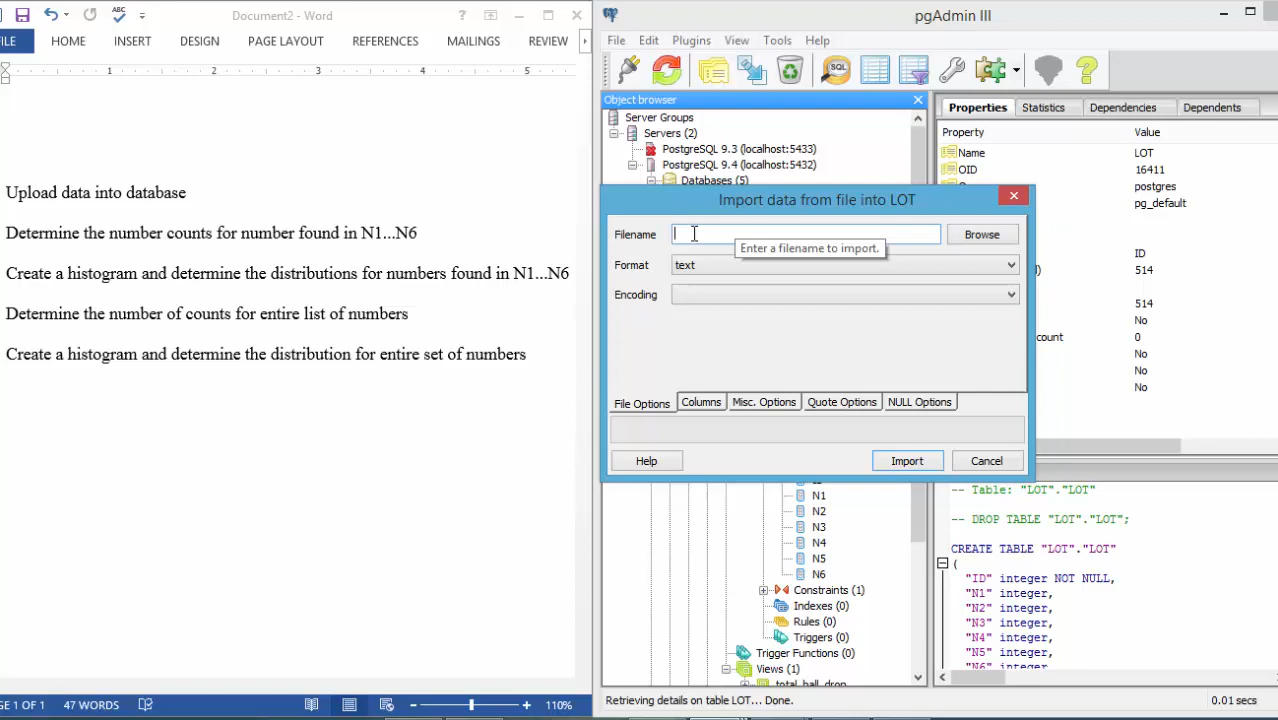 Document2 - Word
FILE HOME INSERT DESIGN PAGE LAYOUT REFERENCES MAILINGS REVIEW
1 3 4 5
Upload data into database
Determine the number counts for number found in N1...N6
Create a histogram and determine the distributions for numbers found in N1...N6
Determine the number of counts for entire list of numbers
Create a histogram and determine the distribution for entire set of numbers
PAGE 1 OF 1 47 WORDS 110%
pgAdmin III
File Edit Plugins View Tools Help
SQL
Object browser
Server Groups
Servers (2)
PostgreSQL 9.3 (localhost:5433)
PostgreSQL 9.4 (localhost:5432)
Databases (5)
Import data from file into LOT
Filename Browse
Enter a filename to import.
Format text
Encoding
File Options Columns Misc. Options Quote Options NULL Options
Help Import Cancel
N1
N2
N3
N4
N5
N6
Constraints (1)
Indexes (0)
Rules (0)
Triggers (0)
Trigger Functions (0)
Views (1)
total_ball_drop
Properties Statistics Dependencies Dependents
Property Value
Name LOT
OID 16411
postgres
pg_default
ID
514
514
No
count 0
No
No
No
-- Table: "LOT"."LOT"
-- DROP TABLE "LOT"."LOT";
CREATE TABLE "LOT"."LOT"
(
"ID" integer NOT NULL,
"N1" integer,
"N2" integer,
"N3" integer,
"N4" integer,
"N5" integer,
"N6" integer,
Retrieving details on table LOT... Done. 0.01 secs